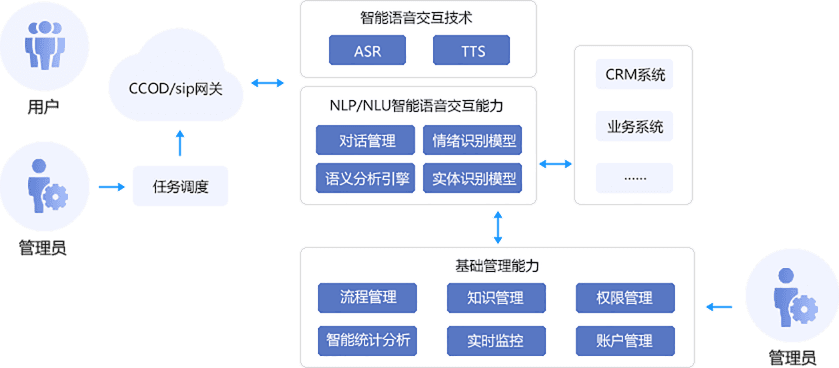 用户
管理员
CCOD/sip网关
任务调度
智能语音交互技术
ASR
TTS
NLP/NLU智能语音交互能力
对话管理
情绪识别模型
语义分析引擎
实体识别模型
CRM系统
业务系统
......
基础管理能力
流程管理
知识管理
权限管理
智能统计分析
实时监控
账户管理
管理员